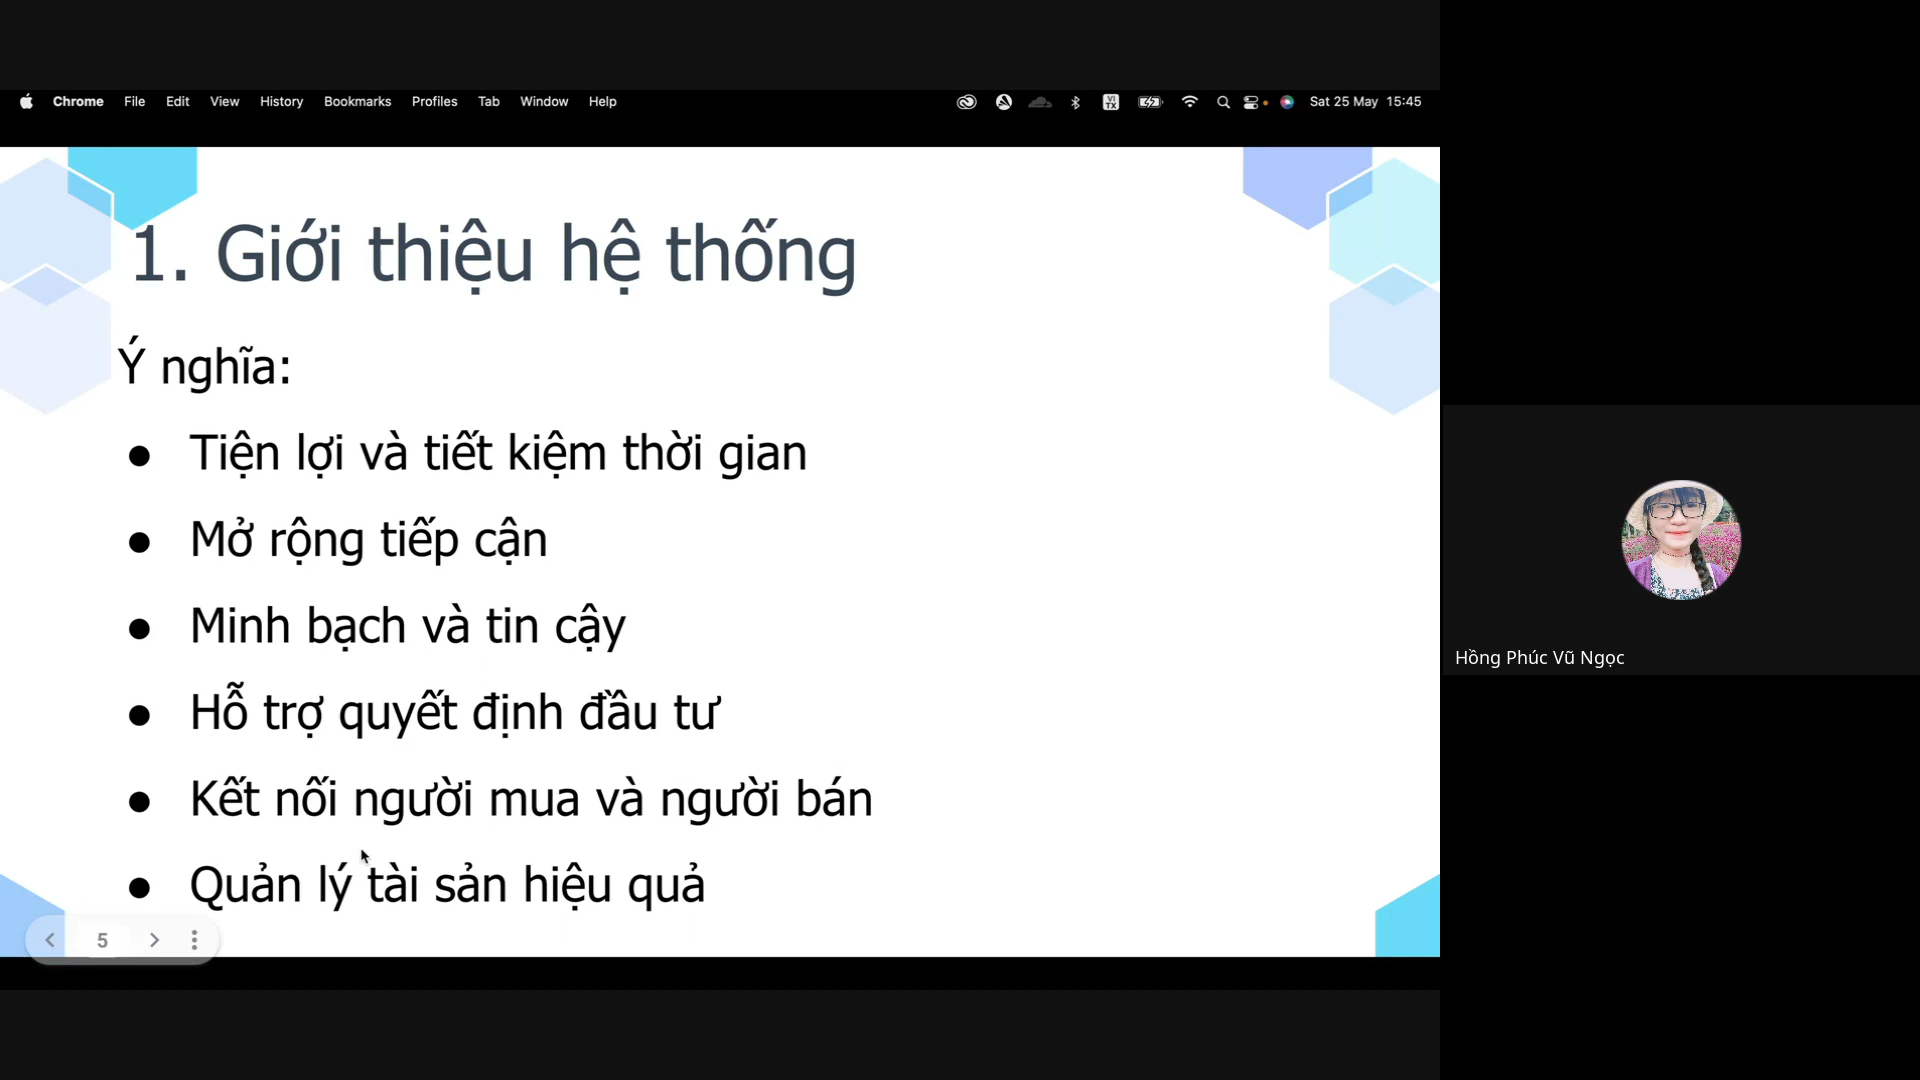 Chrome File Edit View History Bookmarks Profiles Tab Window Help VI TX Sat 25 May 15:45
1. Giới thiệu hệ thống
Ý nghĩa:
● Tiện lợi và tiết kiệm thời gian
● Mở rộng tiếp cận
● Minh bạch và tin cậy
● Hỗ trợ quyết định đầu tư
● Kết nối người mua và người bán
● Quản lý tài sản hiệu quả
5
Hồng Phúc Vũ Ngọc